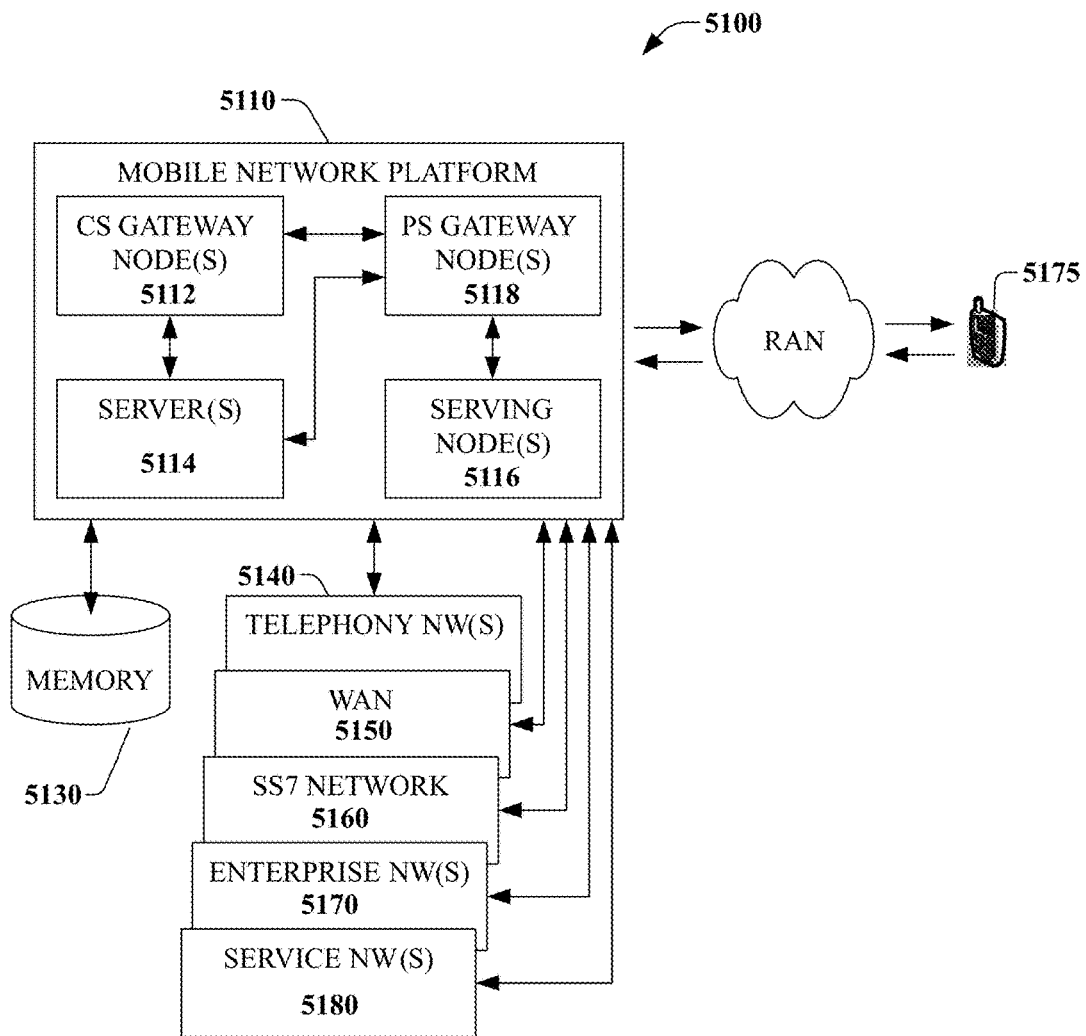 5100
5110
MOBILE NETWORK PLATFORM
CS GATEWAY
NODE(S)
5112
PS GATEWAY
NODE(S)
5118
SERVER(S)
5114
SERVING
NODE(S)
5116
RAN
5175
MEMORY
5130
5140
TELEPHONY NW(S)
WAN
5150
SS7 NETWORK
5160
ENTERPRISE NW(S)
5170
SERVICE NW(S)
5180